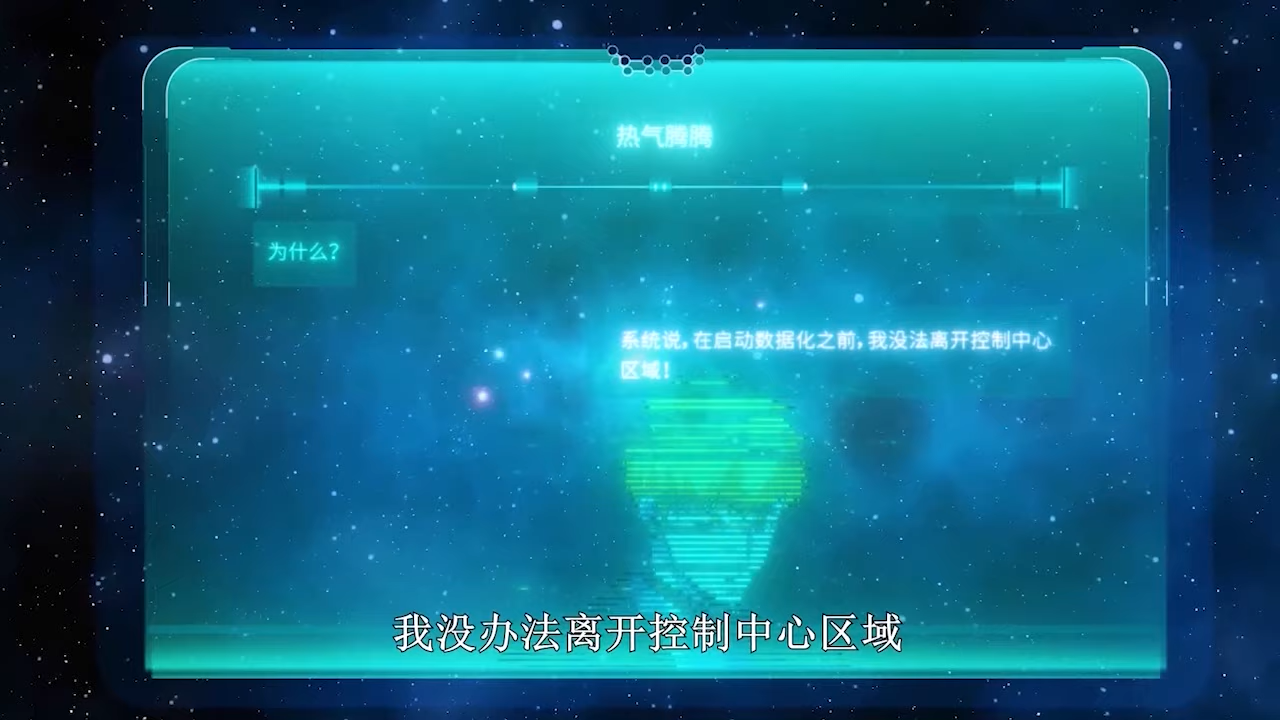 热气腾腾
为什么?
系统说,在启动数据化之前,我没法离开控制中心
区域!
我没办法离开控制中心区域